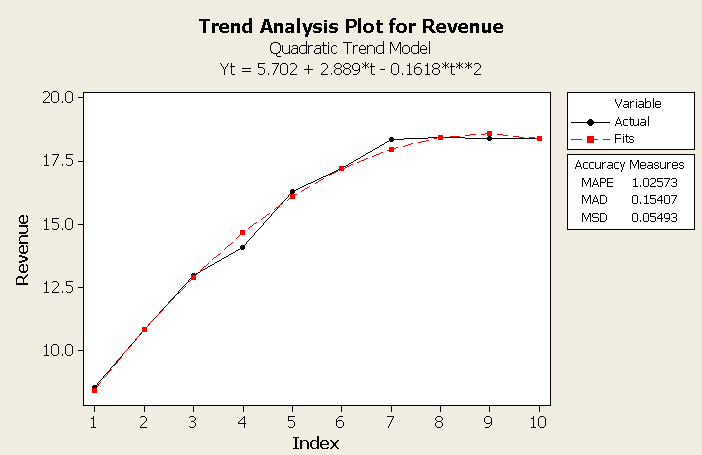 Trend Analysis Plot for Revenue
Quadratic Trend Model
Yt = 5.702 + 2.889*t - 0.1618*t**2
20.0
17.5
15.0
12.5
10.0
Revenue
1 2 3 4 5 6 7 8 9 10
Index
Variable
Actual
Fits
Accuracy Measures
MAPE 1.02573
MAD 0.15407
MSD 0.05493